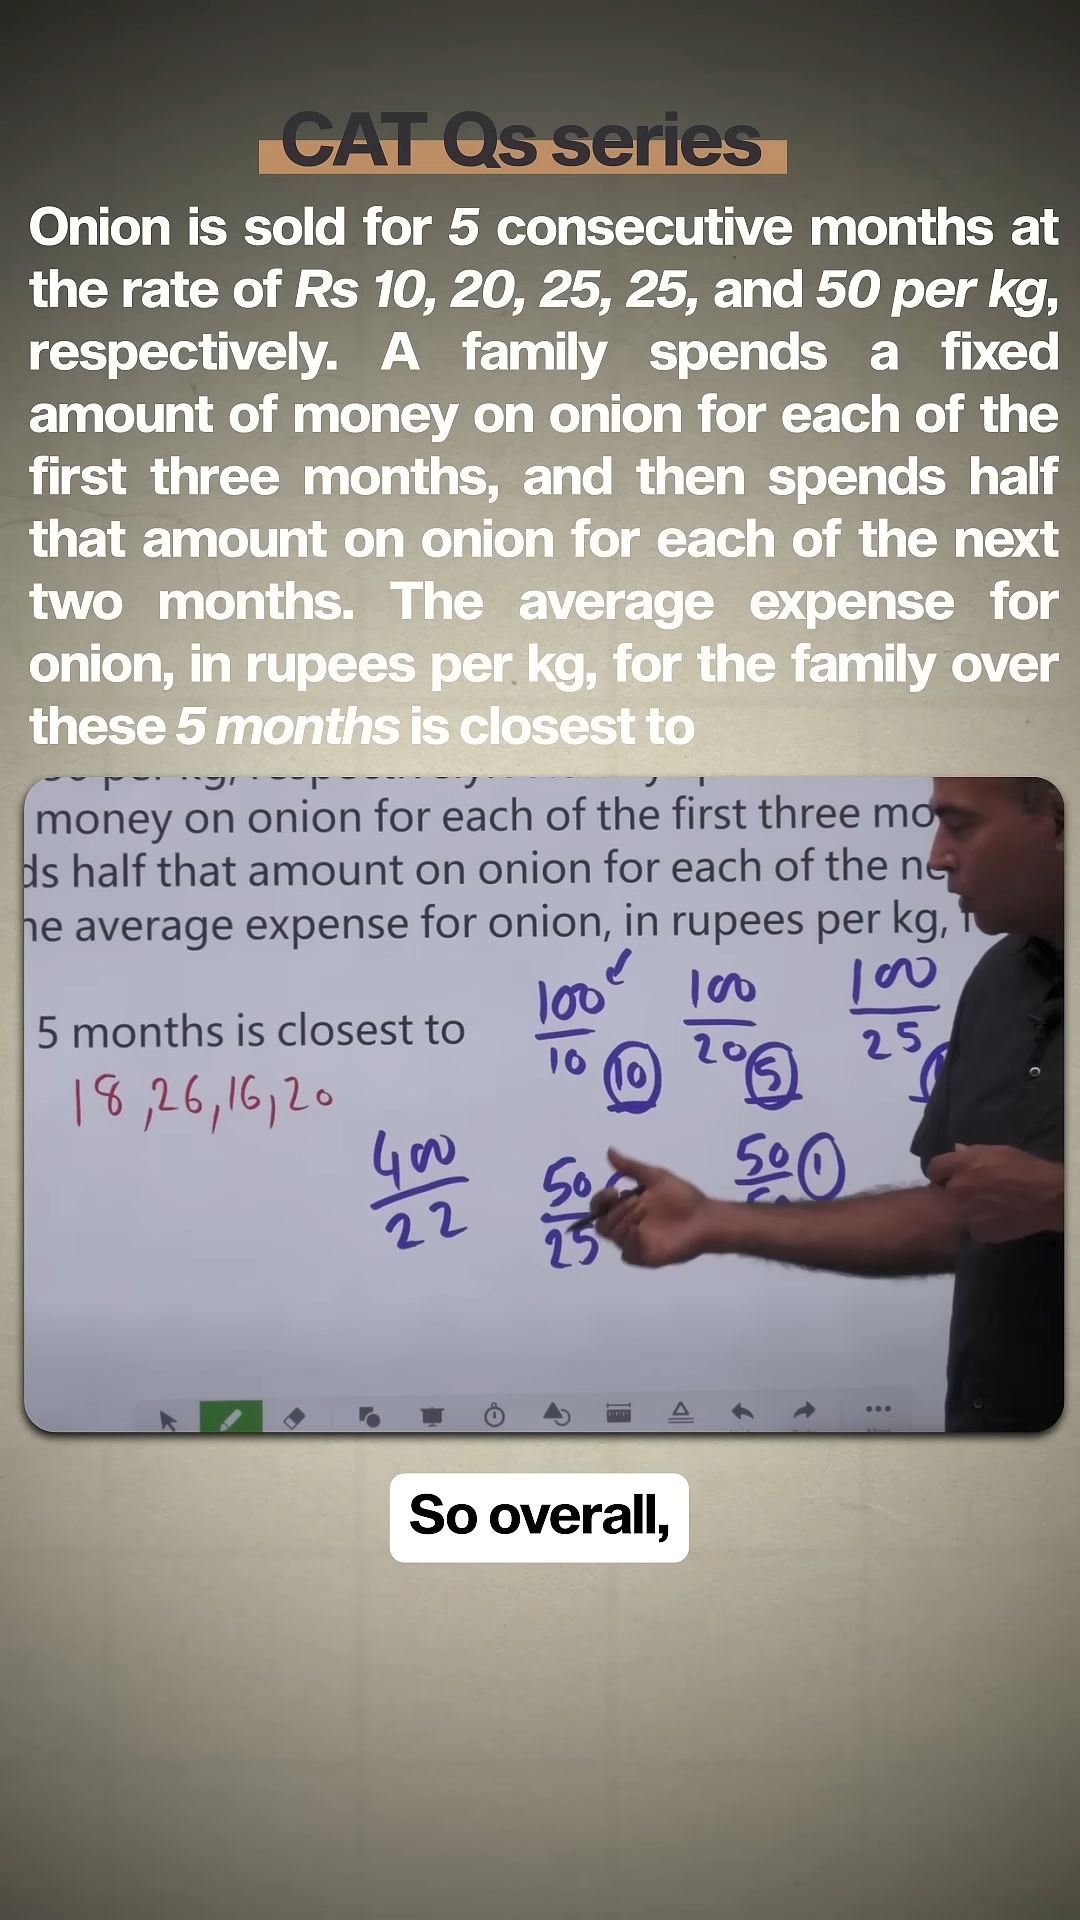 CAT Qs series
Onion is sold for 5 consecutive months at
the rate of Rs 10, 20, 25, 25, and 50 per kg,
respectively. A family spends a fixed
amount of money on onion for each of the
first three months, and then spends half
that amount on onion for each of the next
two months. The average expense for
onion, in rupees per kg, for the family over
these 5 months is closest to
money on onion for each of the first three mo
ds half that amount on onion for each of the ne
he average expense for onion, in rupees per kg, f
5 months is closest to
18, 26, 16, 20
100 100 100
10 10 20 5 25
400 50 50 1
22 25
So overall,